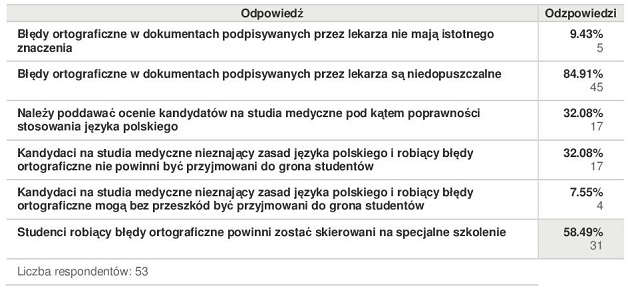 Odpowiedź Odzpowiedzi
Błędy ortograficzne w dokumentach podpisywanych przez lekarza nie mają istotnego 9.43%
znaczenia 5
Błędy ortograficzne w dokumentach podpisywanych przez lekarza są niedopuszczalne 84.91%
45
Należy poddawać ocenie kandydatów na studia medyczne pod kątem poprawności 32.08%
stosowania języka polskiego 17
Kandydaci na studia medyczne nieznający zasad języka polskiego i robiący błędy 32.08%
ortograficzne nie powinni być przyjmowani do grona studentów 17
Kandydaci na studia medyczne nieznający zasad języka polskiego i robiący błędy 7.55%
ortograficzne mogą bez przeszkód być przyjmowani do grona studentów 4
Studenci robiący błędy ortograficzne powinni zostać skierowani na specjalne szkolenie 58.49%
31
Liczba respondentów: 53